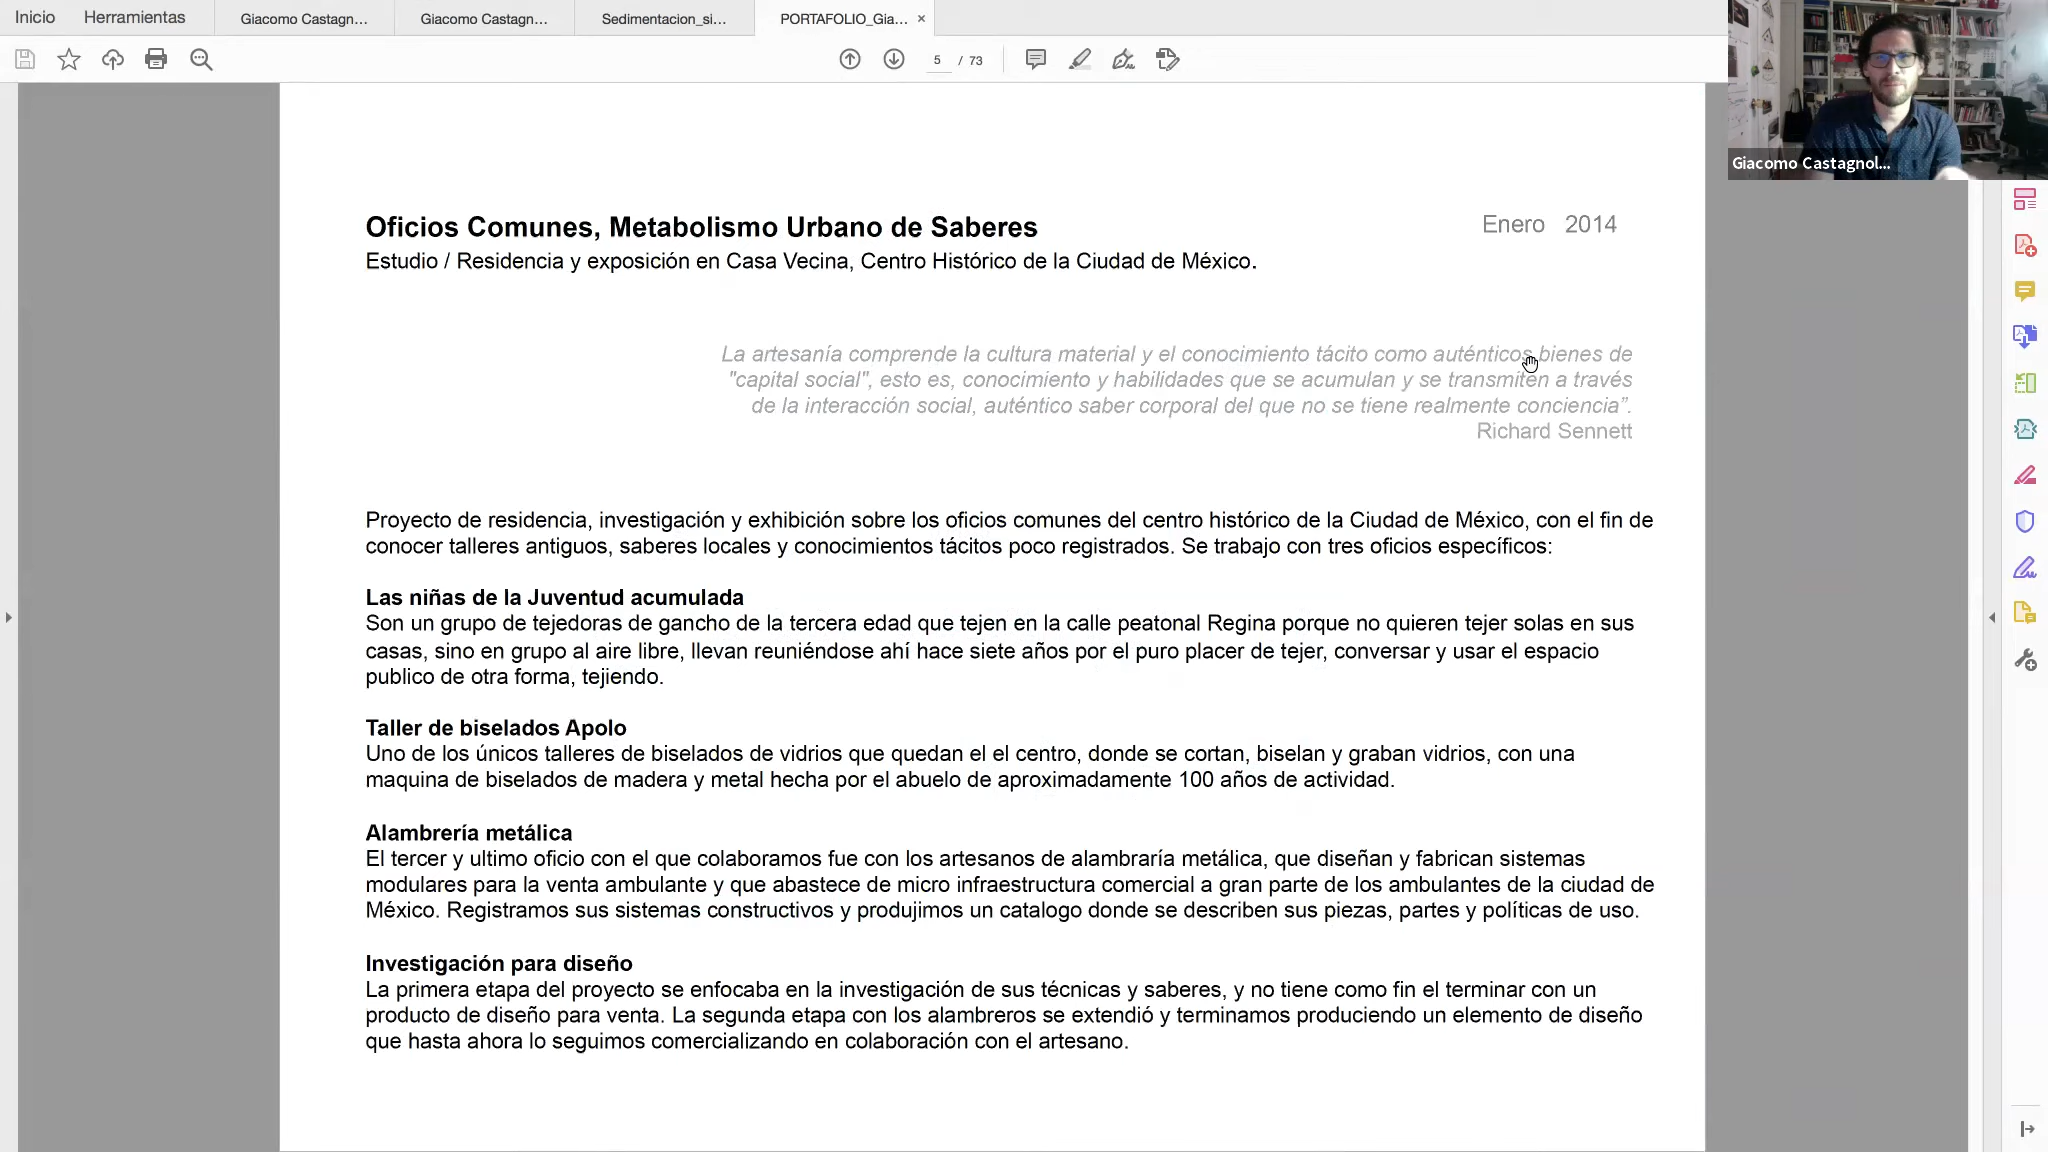 Inicio
Herramientas
Giacomo Castagn...
Giacomo Castagn...
Sedimentacion_si...
PORTAFOLIO_Gia... ×
5 / 73
Giacomo Castagnol...
Oficios Comunes, Metabolismo Urbano de Saberes
Enero 2014
Estudio / Residencia y exposición en Casa Vecina, Centro Histórico de la Ciudad de México.
La artesanía comprende la cultura material y el conocimiento tácito como auténticos bienes de
"capital social", esto es, conocimiento y habilidades que se acumulan y se transmiten a través
de la interacción social, auténtico saber corporal del que no se tiene realmente conciencia”.
Richard Sennett
Proyecto de residencia, investigación y exhibición sobre los oficios comunes del centro histórico de la Ciudad de México, con el fin de
conocer talleres antiguos, saberes locales y conocimientos tácitos poco registrados. Se trabajo con tres oficios específicos:
Las niñas de la Juventud acumulada
Son un grupo de tejedoras de gancho de la tercera edad que tejen en la calle peatonal Regina porque no quieren tejer solas en sus
casas, sino en grupo al aire libre, llevan reuniéndose ahí hace siete años por el puro placer de tejer, conversar y usar el espacio
publico de otra forma, tejiendo.
Taller de biselados Apolo
Uno de los únicos talleres de biselados de vidrios que quedan el el centro, donde se cortan, biselan y graban vidrios, con una
maquina de biselados de madera y metal hecha por el abuelo de aproximadamente 100 años de actividad.
Alambrería metálica
El tercer y ultimo oficio con el que colaboramos fue con los artesanos de alambraría metálica, que diseñan y fabrican sistemas
modulares para la venta ambulante y que abastece de micro infraestructura comercial a gran parte de los ambulantes de la ciudad de
México. Registramos sus sistemas constructivos y produjimos un catalogo donde se describen sus piezas, partes y políticas de uso.
Investigación para diseño
La primera etapa del proyecto se enfocaba en la investigación de sus técnicas y saberes, y no tiene como fin el terminar con un
producto de diseño para venta. La segunda etapa con los alambreros se extendió y terminamos produciendo un elemento de diseño
que hasta ahora lo seguimos comercializando en colaboración con el artesano.